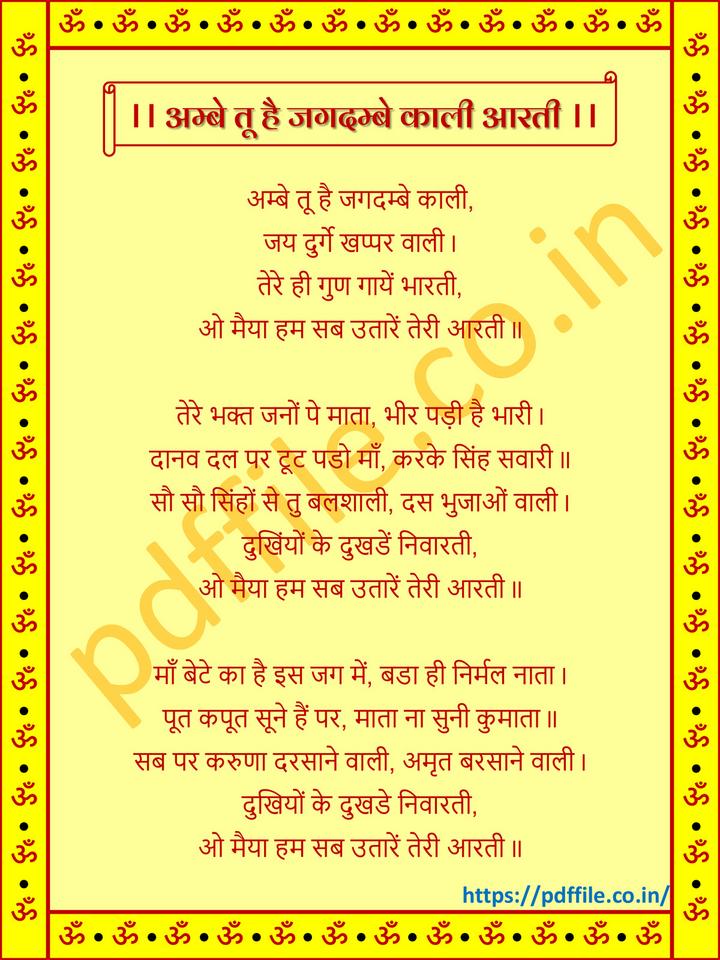 ।। अम्बे तू है जगदम्बे काली आरती ।।
अम्बे तू है जगदम्बे काली,
जय दुर्गे खप्पर वाली।
तेरे ही गुण गायें भारती,
ओ मैया हम सब उतारें तेरी आरती॥
तेरे भक्त जनों पे माता, भीर पड़ी है भारी।
दानव दल पर टूट पडो माँ, करके सिंह सवारी॥
सौ सौ सिंहों से तु बलशाली, दस भुजाओं वाली।
दुखिंयों के दुखडें निवारती,
ओ मैया हम सब उतारें तेरी आरती॥
माँ बेटे का है इस जग में, बडा ही निर्मल नाता।
पूत कपूत सूने हैं पर, माता ना सुनी कुमाता॥
सब पर करुणा दरसाने वाली, अमृत बरसाने वाली।
दुखियों के दुखडे निवारती,
ओ मैया हम सब उतारें तेरी आरती॥
https://pdffile.co.in/
pdffile.co.in
ॐ • ॐ • ॐ • ॐ • ॐ • ॐ • ॐ • ॐ • ॐ • ॐ • ॐ • ॐ